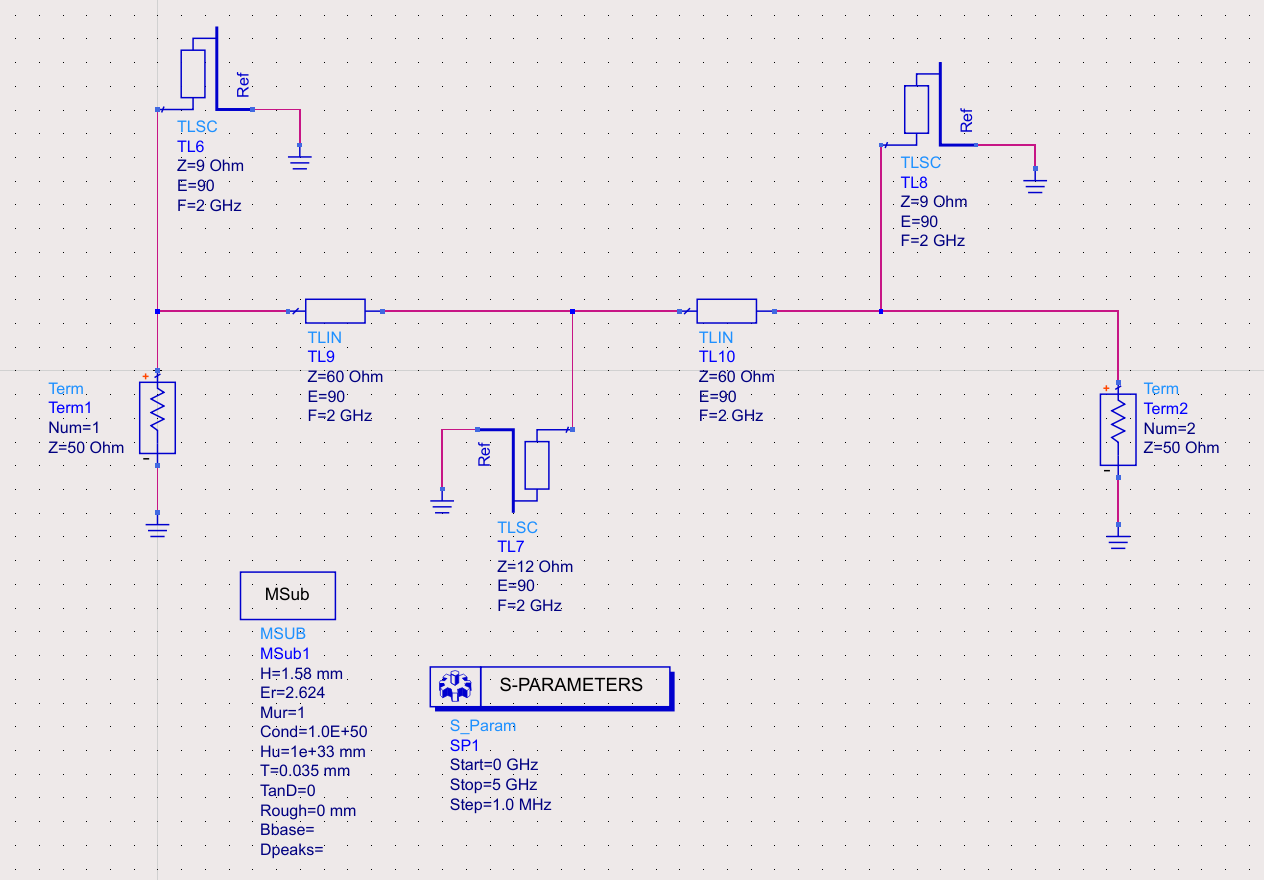 Ref
TLSC
TL6
Z=9 Ohm
E=90
F=2 GHz
Ref
TLSC
TL8
Z=9 Ohm
E=90
F=2 GHz
TLIN
TL9
Z=60 Ohm
E=90
F=2 GHz
TLIN
TL10
Z=60 Ohm
E=90
F=2 GHz
+
Term
Term1
Num=1
Z=50 Ohm
-
+
Term
Term2
Num=2
Z=50 Ohm
-
Ref
TLSC
TL7
Z=12 Ohm
E=90
F=2 GHz
MSub
MSUB
MSub1
H=1.58 mm
Er=2.624
Mur=1
Cond=1.0E+50
Hu=1e+33 mm
T=0.035 mm
TanD=0
Rough=0 mm
Bbase=
Dpeaks=
S-PARAMETERS
S_Param
SP1
Start=0 GHz
Stop=5 GHz
Step=1.0 MHz